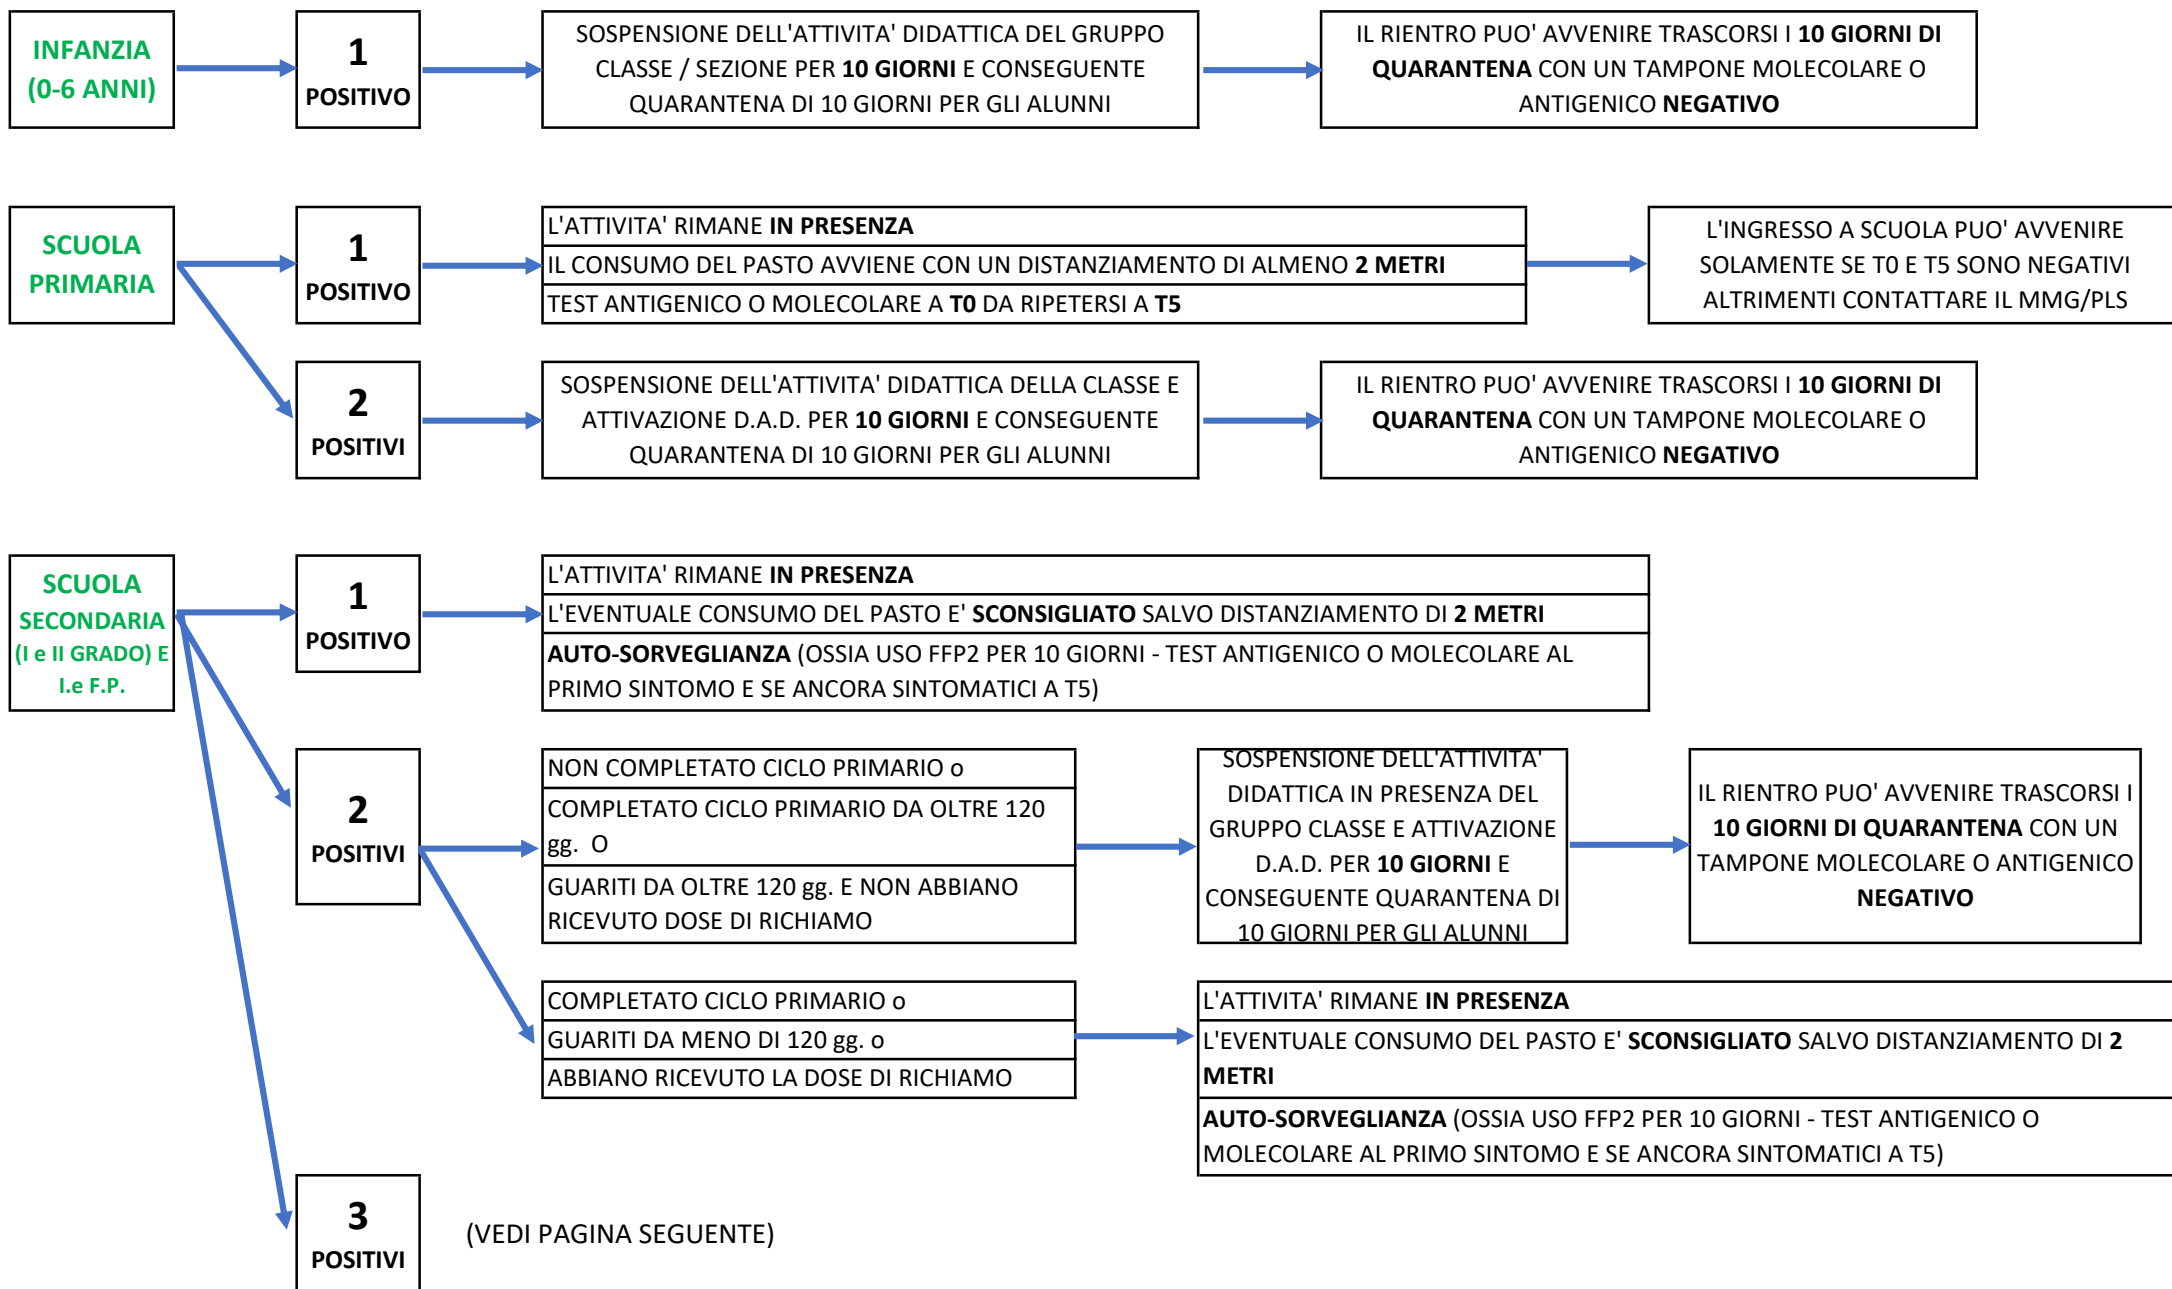 INFANZIA
(0-6 ANNI)
1
POSITIVO
SOSPENSIONE DELL'ATTIVITA' DIDATTICA DEL GRUPPO
CLASSE / SEZIONE PER 10 GIORNI E CONSEGUENTE
QUARANTENA DI 10 GIORNI PER GLI ALUNNI
IL RIENTRO PUO' AVVENIRE TRASCORSI I 10 GIORNI DI
QUARANTENA CON UN TAMPONE MOLECOLARE O
ANTIGENICO NEGATIVO
SCUOLA
PRIMARIA
1
POSITIVO
L'ATTIVITA' RIMANE IN PRESENZA
IL CONSUMO DEL PASTO AVVIENE CON UN DISTANZIAMENTO DI ALMENO 2 METRI
TEST ANTIGENICO O MOLECOLARE A T0 DA RIPETERSI A T5
L'INGRESSO A SCUOLA PUO' AVVENIRE
SOLAMENTE SE T0 E T5 SONO NEGATIVI
ALTRIMENTI CONTATTARE IL MMG/PLS
2
POSITIVI
SOSPENSIONE DELL'ATTIVITA' DIDATTICA DELLA CLASSE E
ATTIVAZIONE D.A.D. PER 10 GIORNI E CONSEGUENTE
QUARANTENA DI 10 GIORNI PER GLI ALUNNI
IL RIENTRO PUO' AVVENIRE TRASCORSI I 10 GIORNI DI
QUARANTENA CON UN TAMPONE MOLECOLARE O
ANTIGENICO NEGATIVO
SCUOLA
SECONDARIA
(I e II GRADO) E
I.e F.P.
1
POSITIVO
L'ATTIVITA' RIMANE IN PRESENZA
L'EVENTUALE CONSUMO DEL PASTO E' SCONSIGLIATO SALVO DISTANZIAMENTO DI 2 METRI
AUTO-SORVEGLIANZA (OSSIA USO FFP2 PER 10 GIORNI - TEST ANTIGENICO O MOLECOLARE AL
PRIMO SINTOMO E SE ANCORA SINTOMATICI A T5)
2
POSITIVI
NON COMPLETATO CICLO PRIMARIO o
COMPLETATO CICLO PRIMARIO DA OLTRE 120
gg. O
GUARITI DA OLTRE 120 gg. E NON ABBIANO
RICEVUTO DOSE DI RICHIAMO
SOSPENSIONE DELL'ATTIVITA'
DIDATTICA IN PRESENZA DEL
GRUPPO CLASSE E ATTIVAZIONE
D.A.D. PER 10 GIORNI E
CONSEGUENTE QUARANTENA DI
10 GIORNI PER GLI ALUNNI
IL RIENTRO PUO' AVVENIRE TRASCORSI I
10 GIORNI DI QUARANTENA CON UN
TAMPONE MOLECOLARE O ANTIGENICO
NEGATIVO
COMPLETATO CICLO PRIMARIO o
GUARITI DA MENO DI 120 gg. o
ABBIANO RICEVUTO LA DOSE DI RICHIAMO
L'ATTIVITA' RIMANE IN PRESENZA
L'EVENTUALE CONSUMO DEL PASTO E' SCONSIGLIATO SALVO DISTANZIAMENTO DI 2
METRI
AUTO-SORVEGLIANZA (OSSIA USO FFP2 PER 10 GIORNI - TEST ANTIGENICO O
MOLECOLARE AL PRIMO SINTOMO E SE ANCORA SINTOMATICI A T5)
3
POSITIVI
(VEDI PAGINA SEGUENTE)